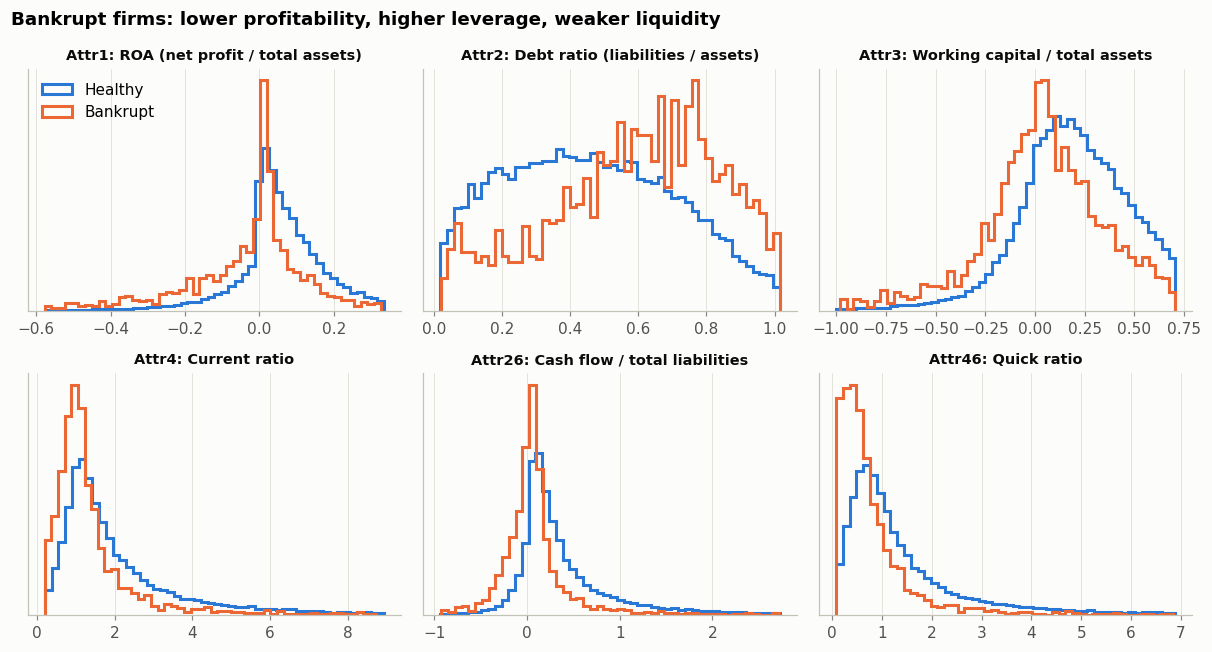 Bankrupt firms: lower profitability, higher leverage, weaker liquidity
Attr1: ROA (net profit / total assets)
Healthy
Bankrupt
−0.6 −0.4 −0.2 0.0 0.2
Attr2: Debt ratio (liabilities / assets)
0.0 0.2 0.4 0.6 0.8 1.0
Attr3: Working capital / total assets
−1.00 −0.75 −0.50 −0.25 0.00 0.25 0.50 0.75
Attr4: Current ratio
0 2 4 6 8
Attr26: Cash flow / total liabilities
−1 0 1 2
Attr46: Quick ratio
0 1 2 3 4 5 6 7